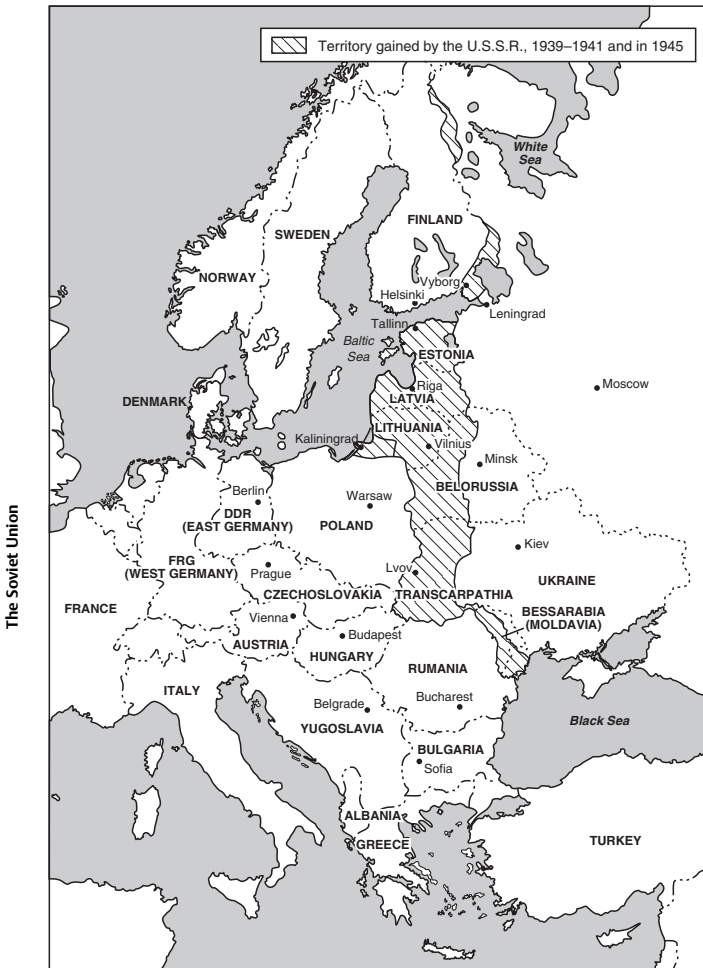 Territory gained by the U.S.S.R., 1939–1941 and in 1945
White
Sea
FINLAND
SWEDEN
NORWAY
Vyborg
Helsinki
Leningrad
Tallinn
Baltic
Sea
ESTONIA
Moscow
Riga
LATVIA
DENMARK
LITHUANIA
Kaliningrad
Vilnius
Minsk
BELORUSSIA
Berlin
Warsaw
DDR
(EAST GERMANY)
POLAND
Kiev
FRG
(WEST GERMANY)
Prague
Lvov
UKRAINE
CZECHOSLOVAKIA
TRANSCARPATHIA
FRANCE
BESSARABIA
(MOLDAVIA)
Vienna
Budapest
AUSTRIA
HUNGARY
RUMANIA
ITALY
Belgrade
Bucharest
YUGOSLAVIA
Black Sea
BULGARIA
Sofia
ALBANIA
GREECE
TURKEY
The Soviet Union